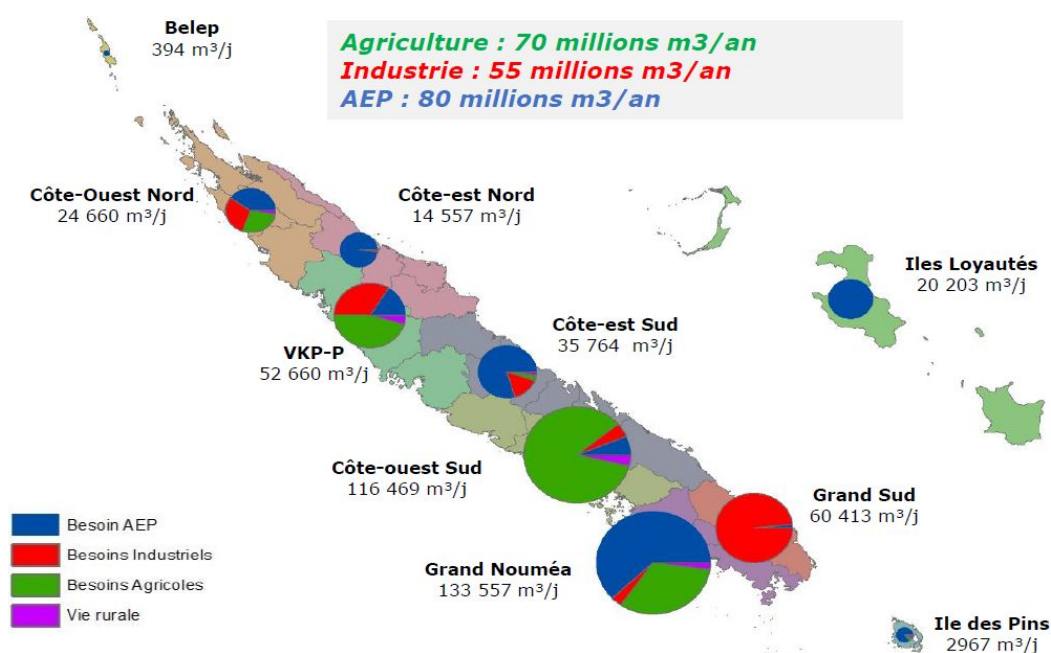 Belep
394 m³/j
Agriculture : 70 millions m3/an
Industrie : 55 millions m3/an
AEP : 80 millions m3/an
Côte-Ouest Nord
24 660 m³/j
Côte-est Nord
14 557 m³/j
Iles Loyautés
20 203 m³/j
Côte-est Sud
35 764 m³/j
VKP-P
52 660 m³/j
Côte-ouest Sud
116 469 m³/j
Grand Sud
60 413 m³/j
Grand Nouméa
133 557 m³/j
Besoin AEP
Besoins Industriels
Besoins Agricoles
Vie rurale
Ile des Pins
2967 m³/j